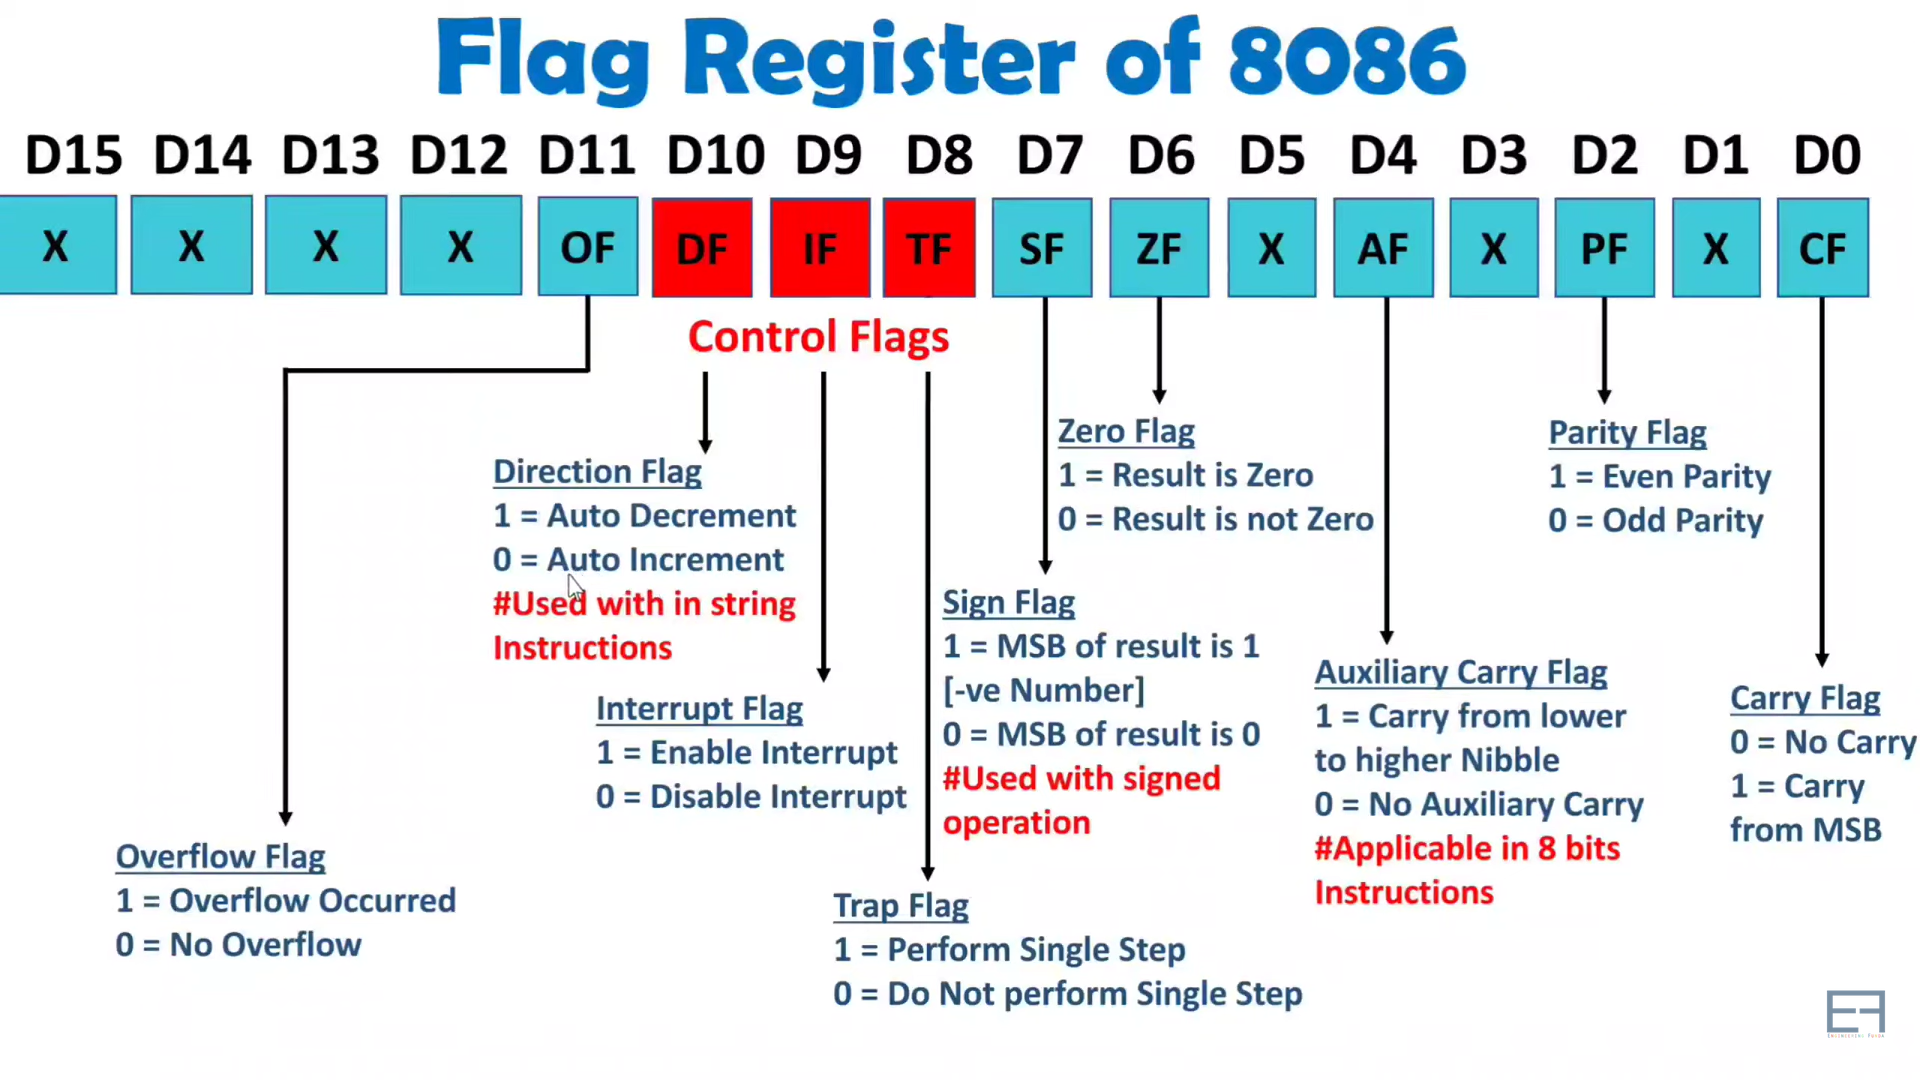 Flag Register of 8086
D15 D14 D13 D12 D11 D10 D9 D8 D7 D6 D5 D4 D3 D2 D1 D0
X X X X OF DF IF TF SF ZF X AF X PF X CF
Control Flags
Direction Flag
1 = Auto Decrement
0 = Auto Increment
#Used with in string
Instructions
Zero Flag
1 = Result is Zero
0 = Result is not Zero
Parity Flag
1 = Even Parity
0 = Odd Parity
Sign Flag
1 = MSB of result is 1
[-ve Number]
0 = MSB of result is 0
#Used with signed
operation
Interrupt Flag
1 = Enable Interrupt
0 = Disable Interrupt
Auxiliary Carry Flag
1 = Carry from lower
to higher Nibble
0 = No Auxiliary Carry
#Applicable in 8 bits
Instructions
Carry Flag
0 = No Carry
1 = Carry
from MSB
Overflow Flag
1 = Overflow Occurred
0 = No Overflow
Trap Flag
1 = Perform Single Step
0 = Do Not perform Single Step